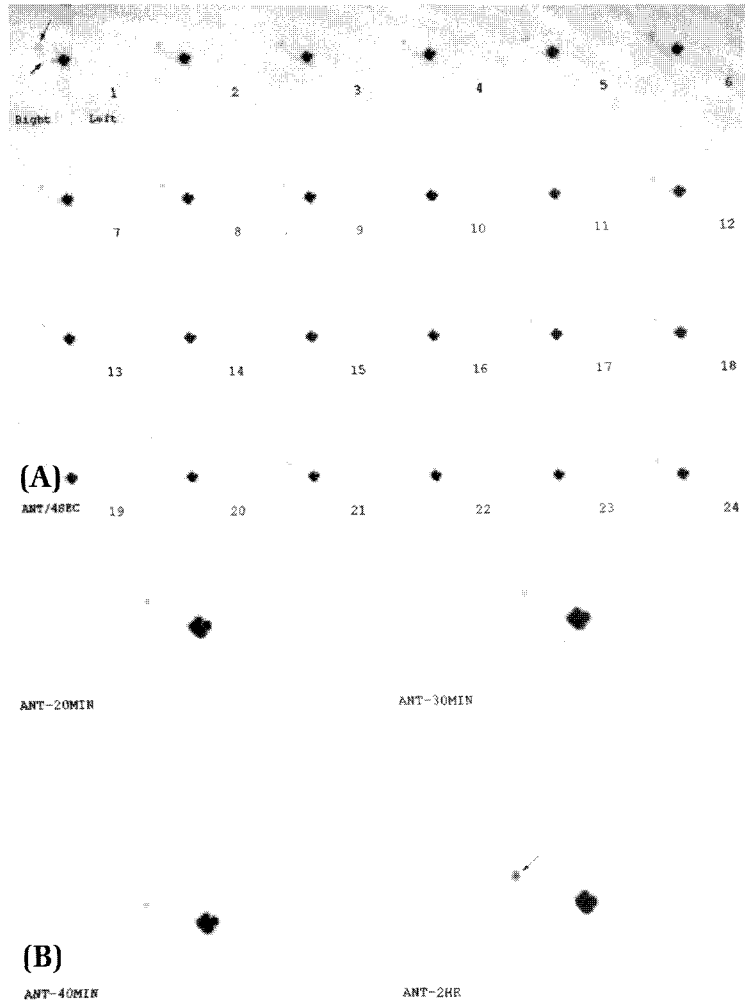 1 2 3 4 5 6
Right Left
7 8 9 10 11 12
13 14 15 16 17 18
(A)
ANT/4SEC 19 20 21 22 23 24
ANT-20MIN ANT-30MIN
(B)
ANT-40MIN ANT-2HR